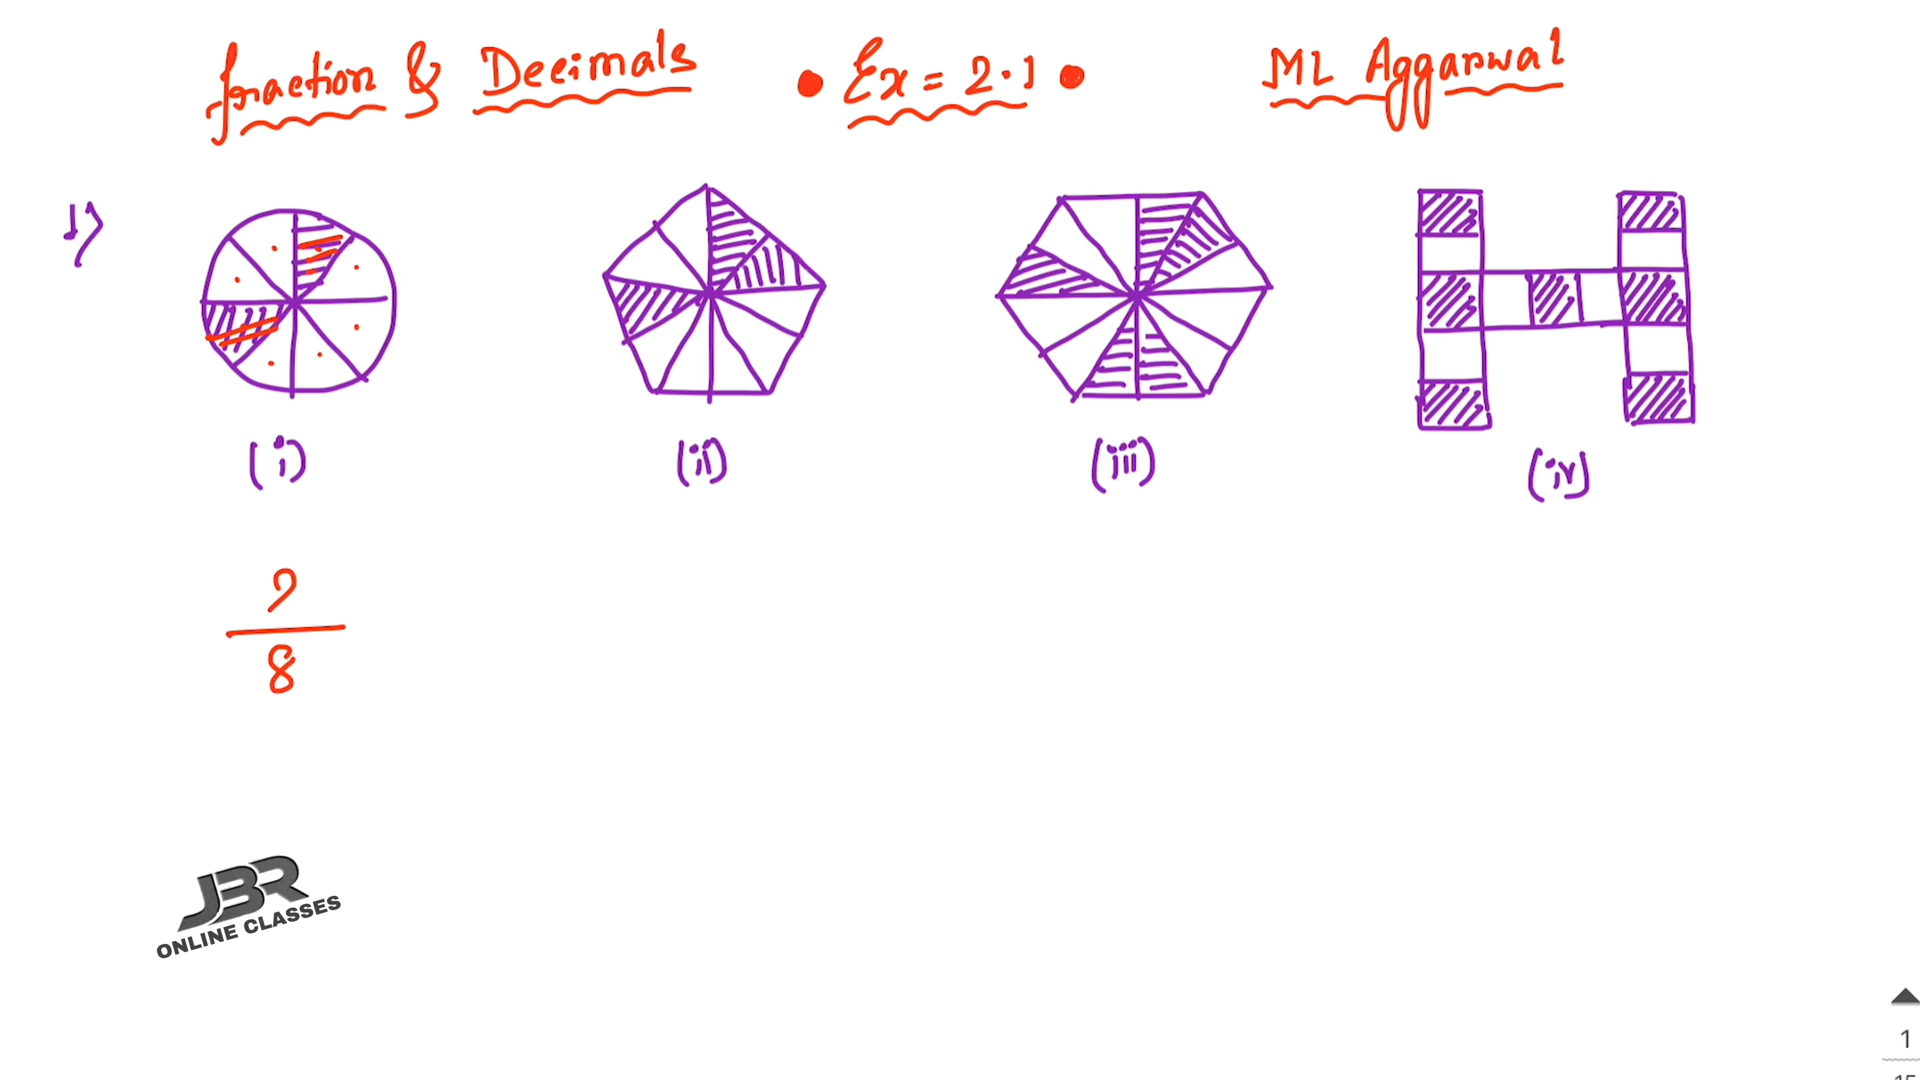 fraction & Decimals • Ex = 2.1 • ML Aggarwal
1)
(i) (ii) (iii) (iv)
2
8
JBR
ONLINE CLASSES
1